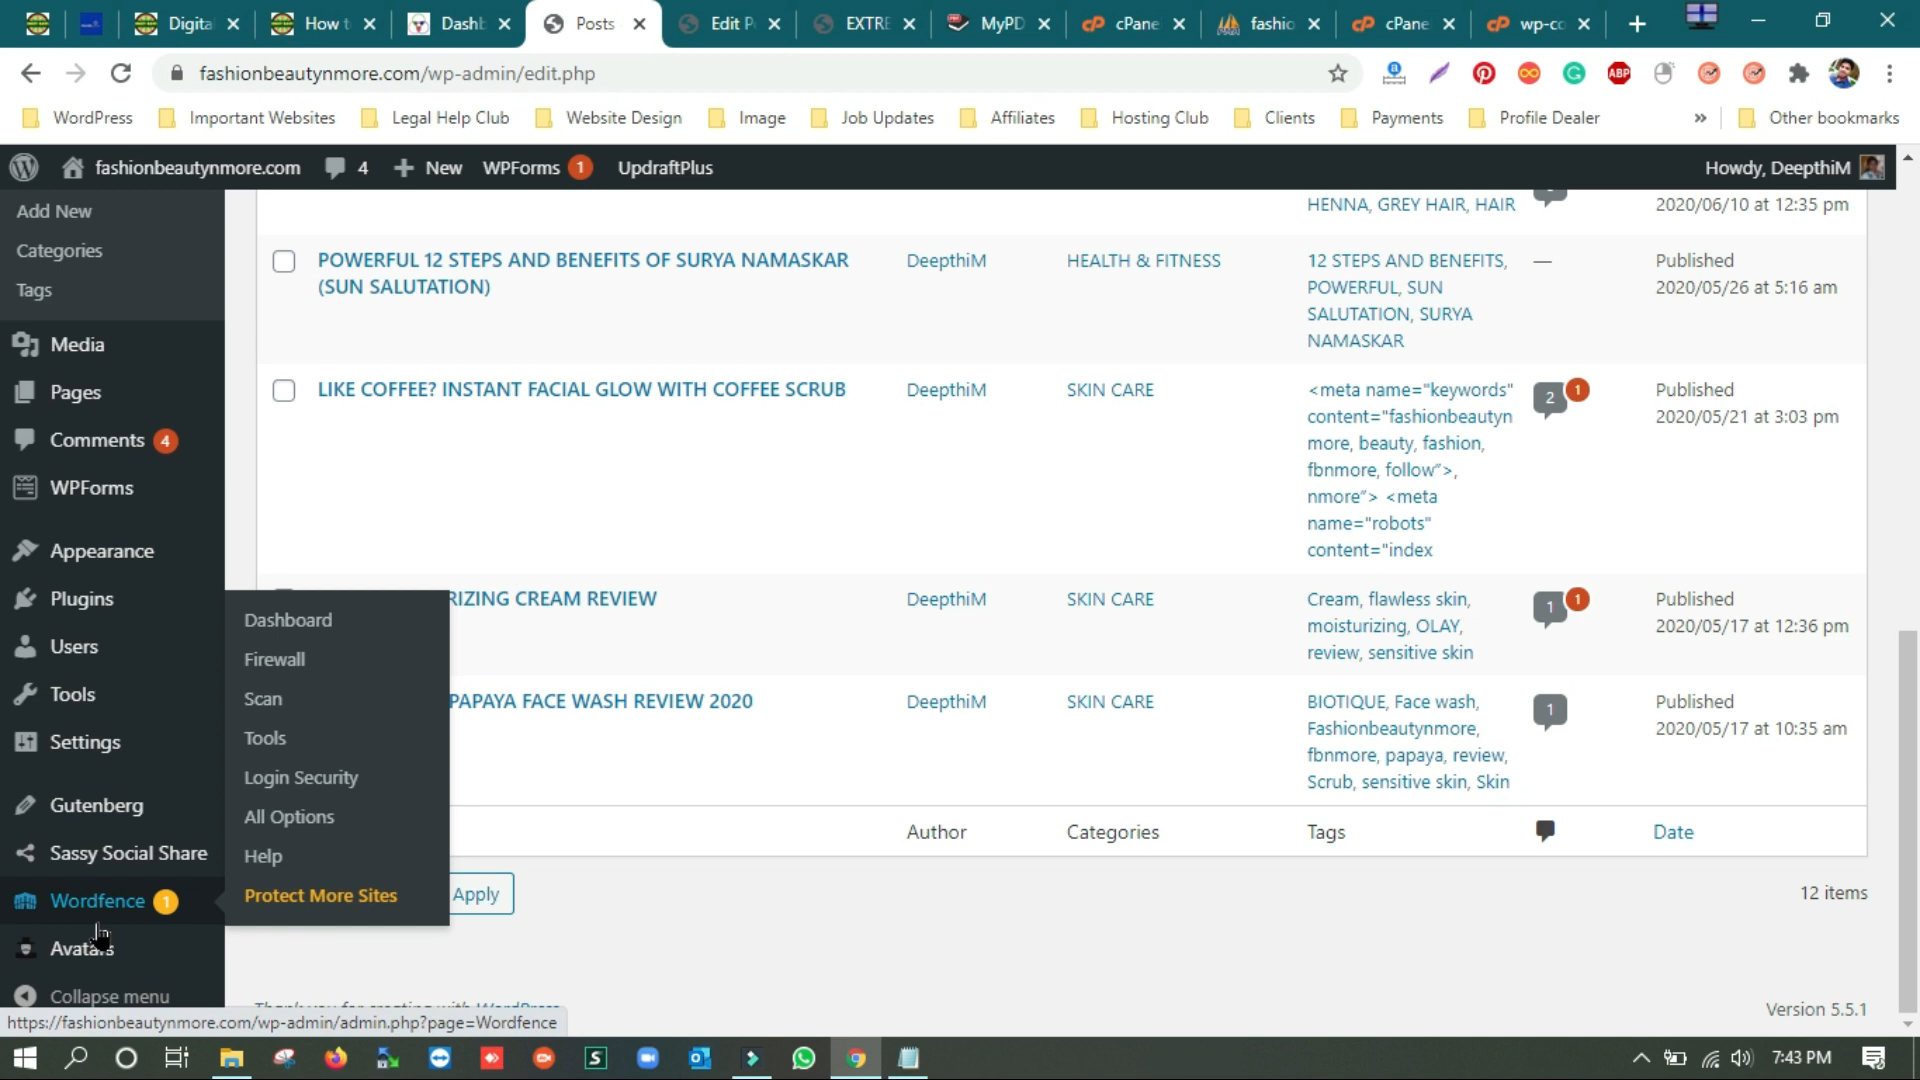 Digita
How t
Dashb
Posts
Edit P
EXTRE
MyPD
cPane
fashio
cPane
wp-co
fashionbeautynmore.com/wp-admin/edit.php
ABP
WordPress
Important Websites
Legal Help Club
Website Design
Image
Job Updates
Affiliates
Hosting Club
Clients
Payments
Profile Dealer
»
Other bookmarks
fashionbeautynmore.com
4
New
WPForms 1
UpdraftPlus
Howdy, DeepthiM
Add New
Categories
Tags
Media
Pages
Comments 4
WPForms
Appearance
Plugins
Users
Tools
Settings
Gutenberg
Sassy Social Share
Wordfence 1
Avatars
Collapse menu
Dashboard
Firewall
Scan
Tools
Login Security
All Options
Help
Protect More Sites
HENNA, GREY HAIR, HAIR
2020/06/10 at 12:35 pm
POWERFUL 12 STEPS AND BENEFITS OF SURYA NAMASKAR
(SUN SALUTATION)
DeepthiM
HEALTH & FITNESS
12 STEPS AND BENEFITS,
POWERFUL, SUN
SALUTATION, SURYA
NAMASKAR
—
Published
2020/05/26 at 5:16 am
LIKE COFFEE? INSTANT FACIAL GLOW WITH COFFEE SCRUB
DeepthiM
SKIN CARE
<meta name="keywords"
content="fashionbeautyn
more, beauty, fashion,
fbnmore, follow”>,
nmore”> <meta
name="robots"
content="index
2
1
Published
2020/05/21 at 3:03 pm
RIZING CREAM REVIEW
DeepthiM
SKIN CARE
Cream, flawless skin,
moisturizing, OLAY,
review, sensitive skin
1
1
Published
2020/05/17 at 12:36 pm
PAPAYA FACE WASH REVIEW 2020
DeepthiM
SKIN CARE
BIOTIQUE, Face wash,
Fashionbeautynmore,
fbnmore, papaya, review,
Scrub, sensitive skin, Skin
1
Published
2020/05/17 at 10:35 am
Author
Categories
Tags
Date
Apply
12 items
Thank you for creating with WordPress
Version 5.5.1
https://fashionbeautynmore.com/wp-admin/admin.php?page=Wordfence
S
7:43 PM